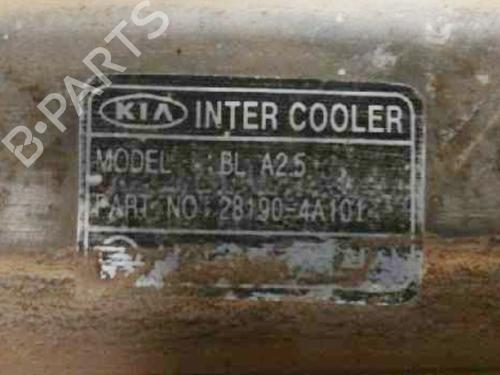 B-PARTS
KIA INTER COOLER
MODEL BL A2.5
PART NO 28190-4A101